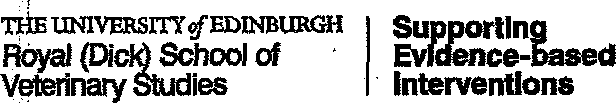 THE UNIVERSITY of EDINBURGH
Royal (Dick) School of
Veterinary Studies
Supporting
Evidence-based
Interventions